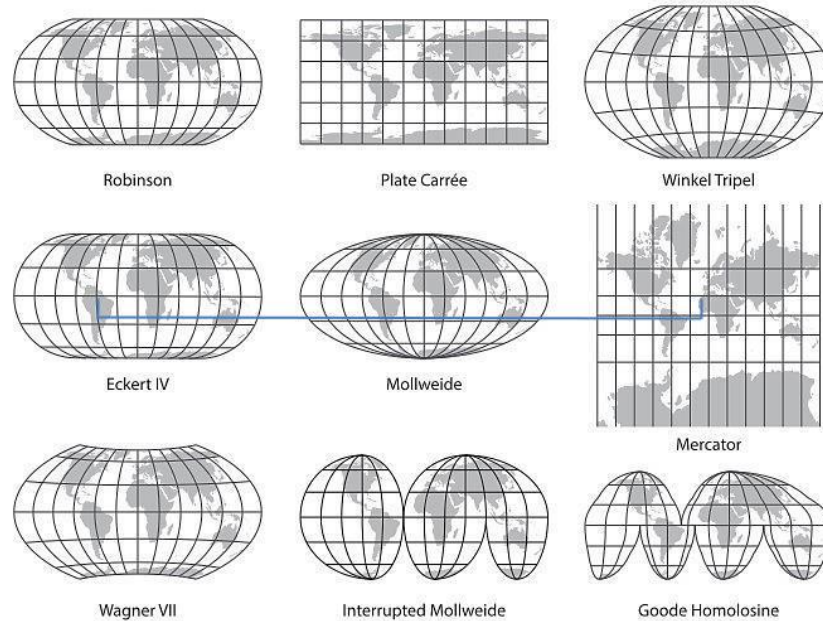 Robinson
Plate Carrée
Winkel Tripel
Eckert IV
Mollweide
Mercator
Wagner VII
Interrupted Mollweide
Goode Homolosine